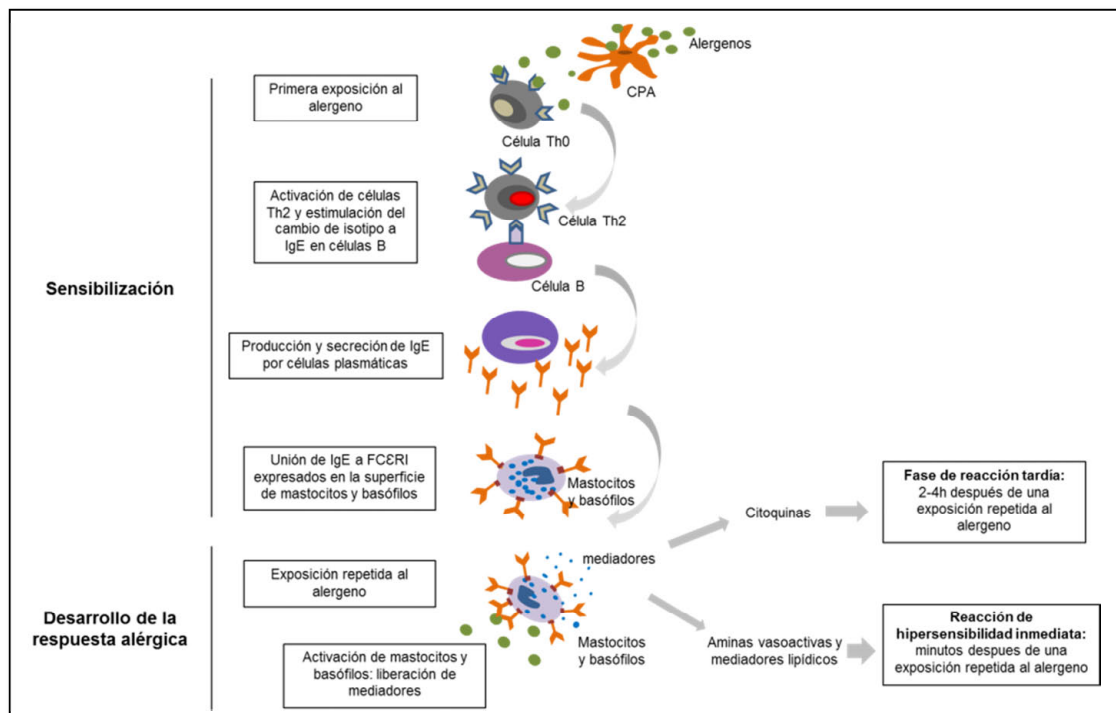 Alergenos
CPA
Primera exposición al
alergeno
Célula Th0
Activación de células
Th2 y estimulación del
cambio de isotipo a
IgE en células B
Célula Th2
Célula B
Sensibilización
Producción y secreción de IgE
por células plasmáticas
Unión de IgE a FCƐRI
expresados en la superficie
de mastocitos y basófilos
Mastocitos
y basófilos
Desarrollo de la
respuesta alérgica
Exposición repetida al
alergeno
mediadores
Mastocitos
y basófilos
Activación de mastocitos y
basófilos: liberación de
mediadores
Citoquinas
Fase de reacción tardía:
2-4h después de una
exposición repetida al
alergeno
Aminas vasoactivas y
mediadores lipídicos
Reacción de
hipersensibilidad inmediata:
minutos despues de una
exposición repetida al alergeno